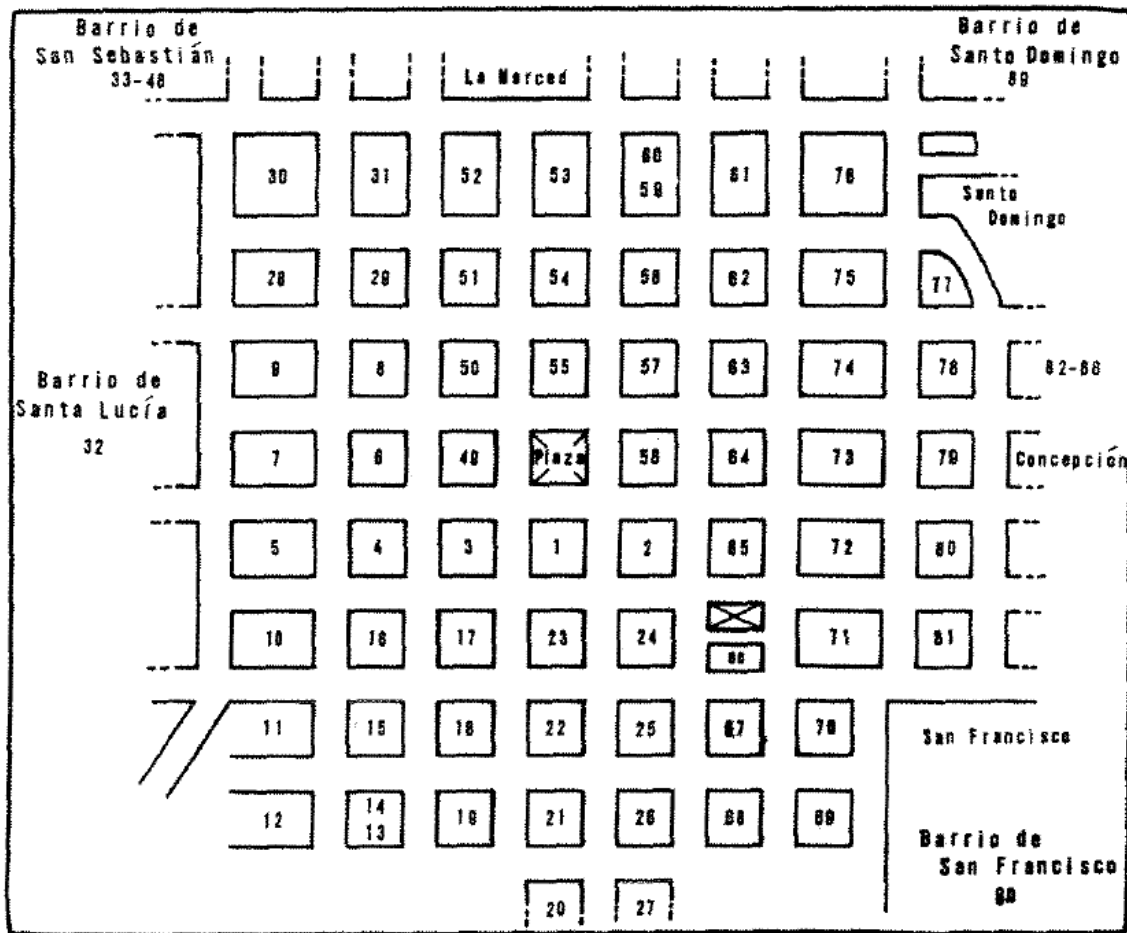 Barrio de
San Sebastián
33-48
La Merced
Barrio de
Santo Domingo
89
30 31 52 53 60 61 76
59
Santo
Domingo
28 29 51 54 58 62 75 77
9 8 50 55 57 63 74 78 82-88
Barrio de
Santa Lucía
32
7 6 49 Plaza 56 64 73 79 Concepción
5 4 3 1 2 65 72 80
10 16 17 23 24 66 71 81
11 15 18 22 25 67 70 San Francisco
12 14 19 21 26 68 69
13
Barrio de
San Francisco
20 27